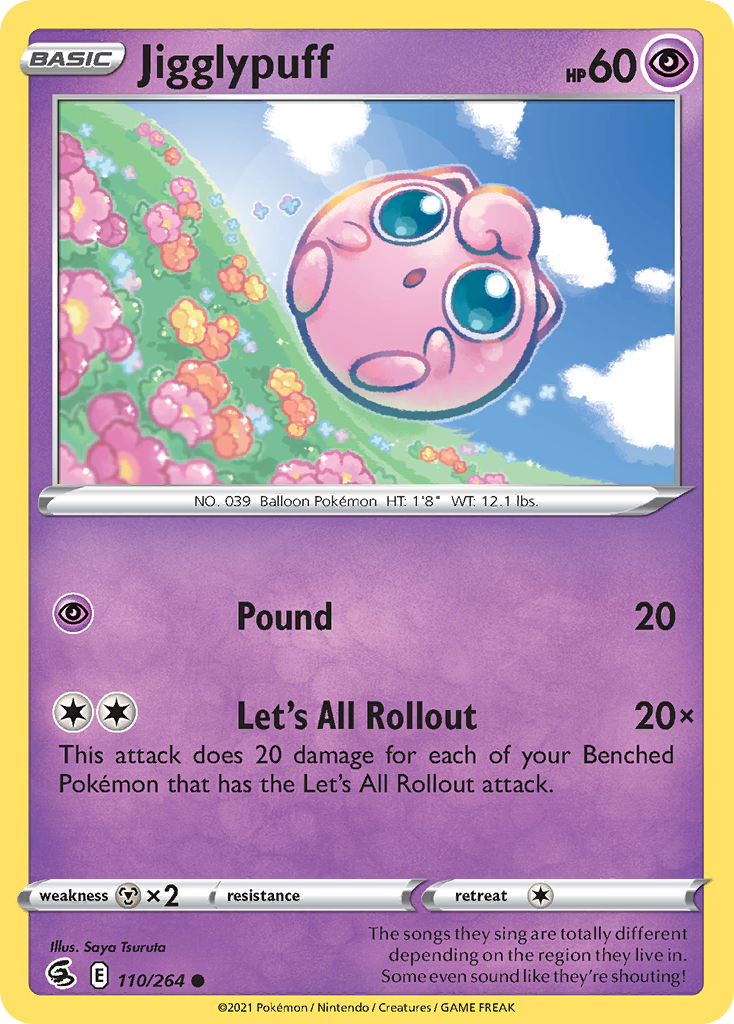 BASIC Jigglypuff HP60
NO. 039 Balloon Pokémon HT: 1'8" WT: 12.1 lbs.
Pound 20
Let's All Rollout 20×
This attack does 20 damage for each of your Benched
Pokémon that has the Let's All Rollout attack.
weakness ×2 resistance retreat
Illus. Saya Tsuruta
The songs they sing are totally different
depending on the region they live in.
Some even sound like they're shouting!
E 110/264
©2021 Pokémon / Nintendo / Creatures / GAME FREAK